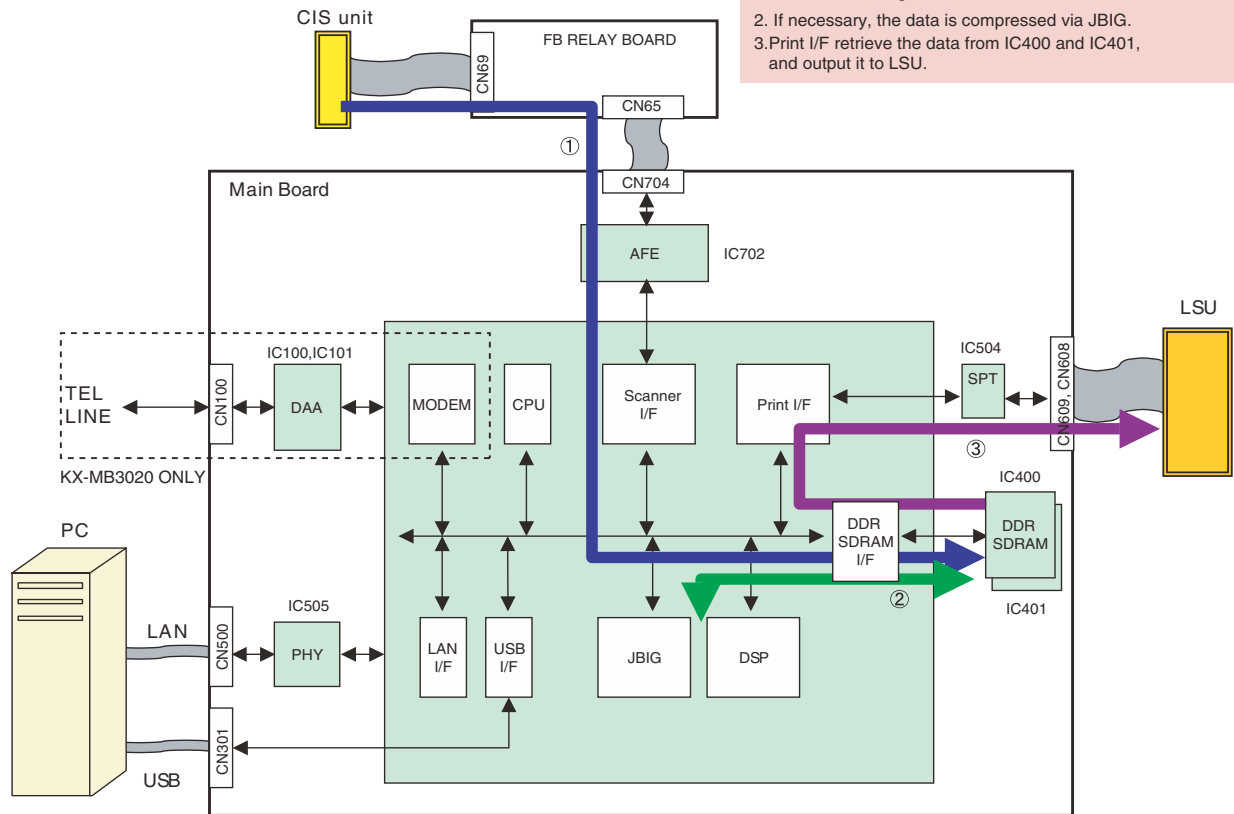 CIS unit
FB RELAY BOARD
CN69
CN65
2. If necessary, the data is compressed via JBIG.
3.Print I/F retrieve the data from IC400 and IC401,
and output it to LSU.
①
CN704
Main Board
AFE
IC702
LSU
IC100,IC101
IC504
CN609, CN608
TEL
LINE
CN100
DAA
MODEM
CPU
Scanner
I/F
Print I/F
SPT
③
KX-MB3020 ONLY
IC400
PC
DDR
SDRAM
I/F
DDR
SDRAM
②
IC401
IC505
LAN
CN500
PHY
LAN
I/F
USB
I/F
JBIG
DSP
CN301
USB